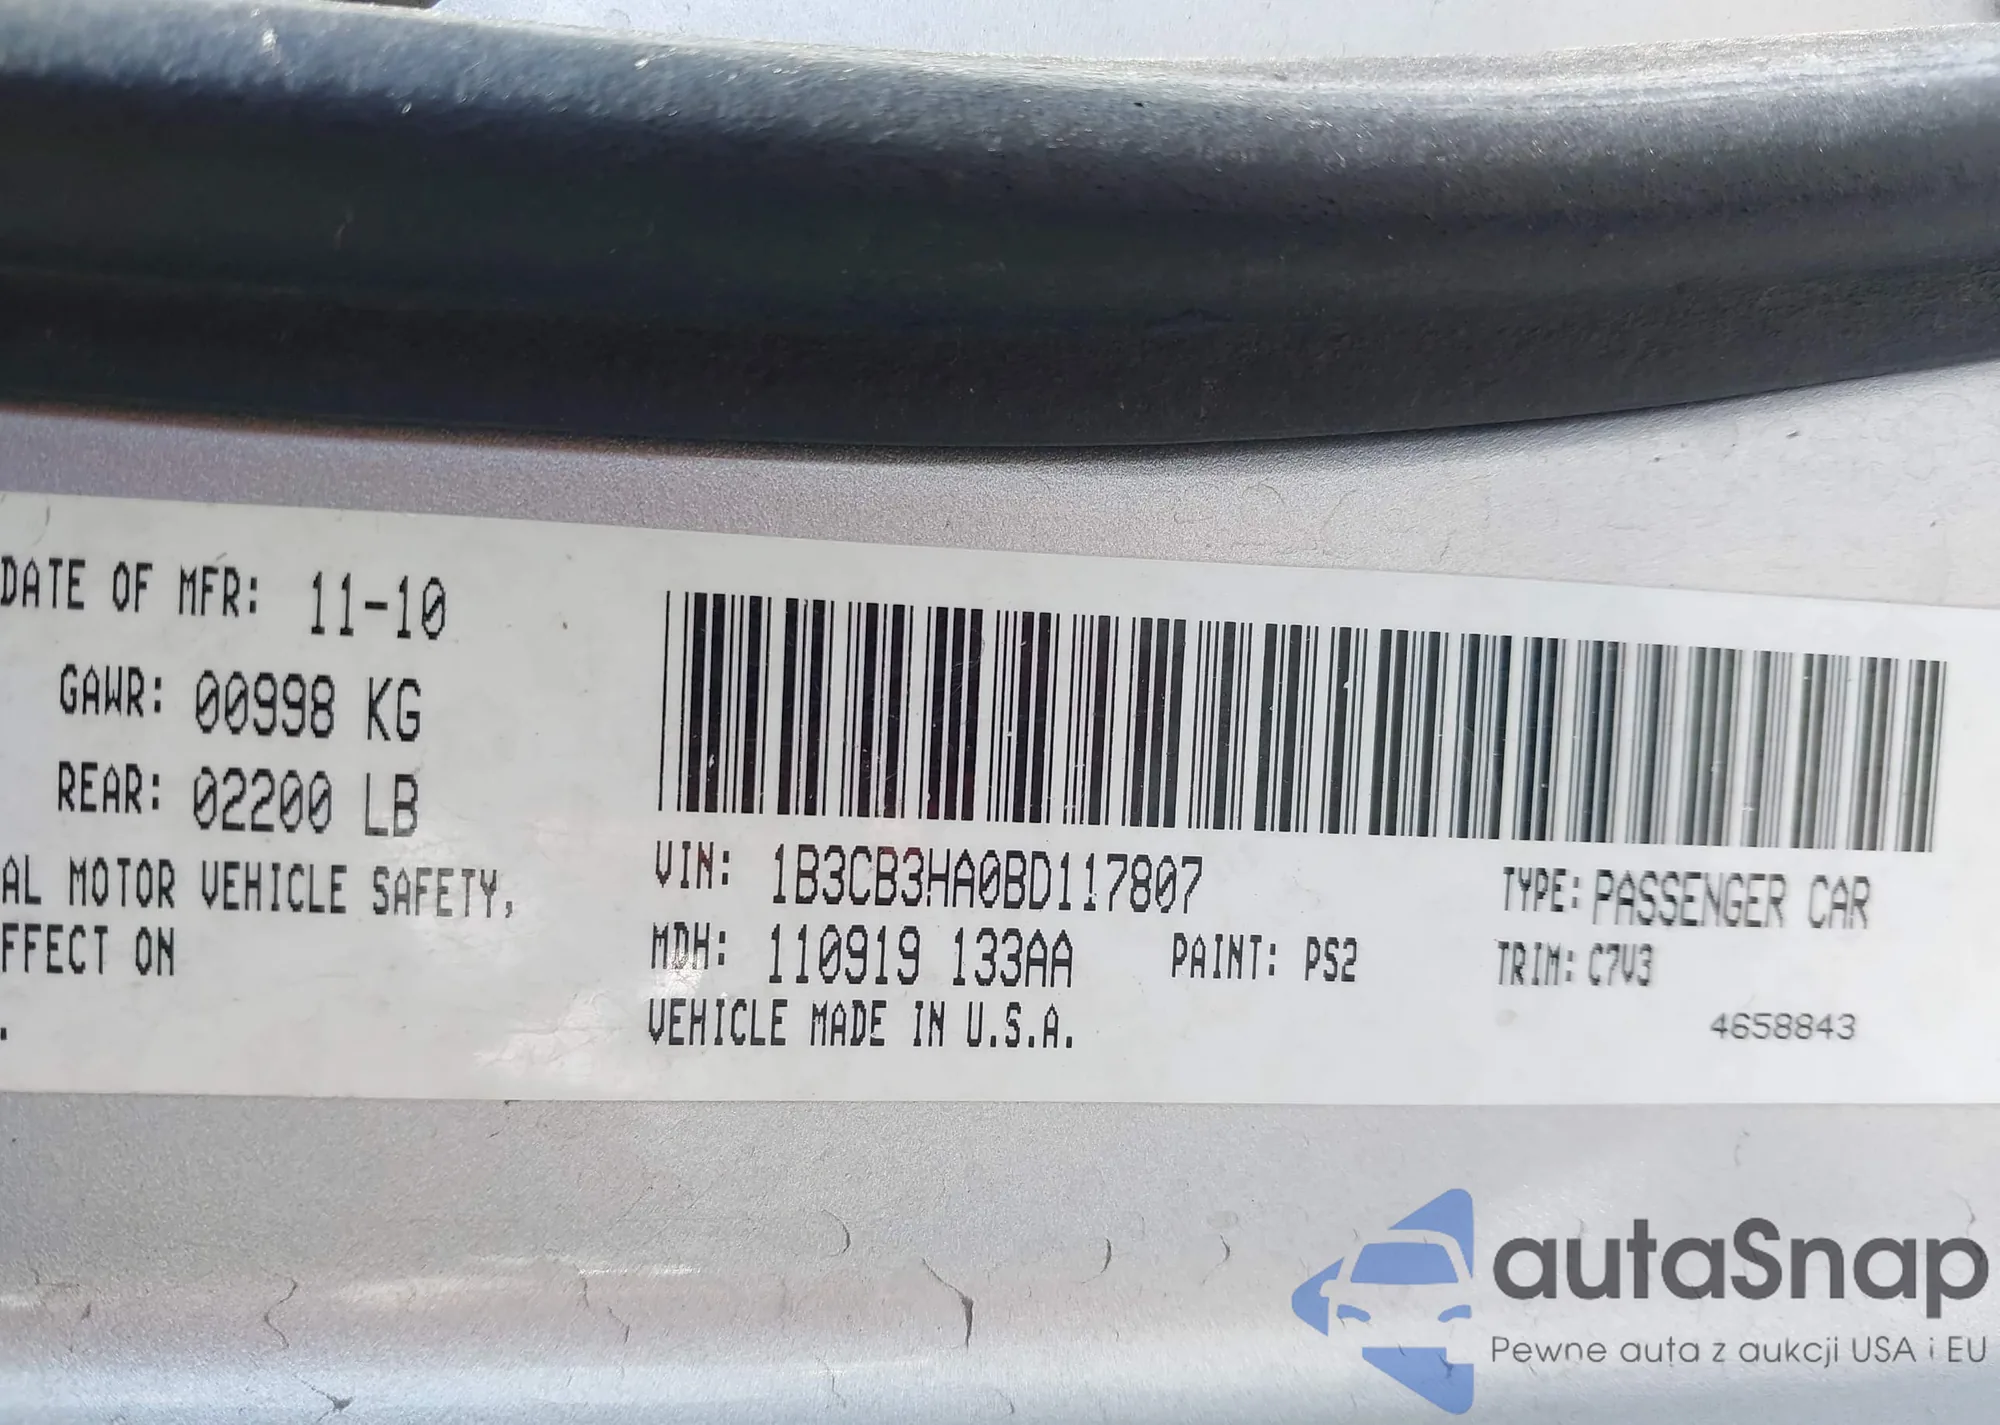 DATE OF MFR: 11-10
GAWR: 00998 KG
REAR: 02200 LB
AL MOTOR VEHICLE SAFETY,
FFECT ON
.
VIN: 1B3CB3HA0BD117807
TYPE: PASSENGER CAR
MDH: 110919 133AA
PAINT: PS2
TRIM: C7V3
VEHICLE MADE IN U.S.A.
4658843
autaSnap
Pewne auta z aukcji USA i EU